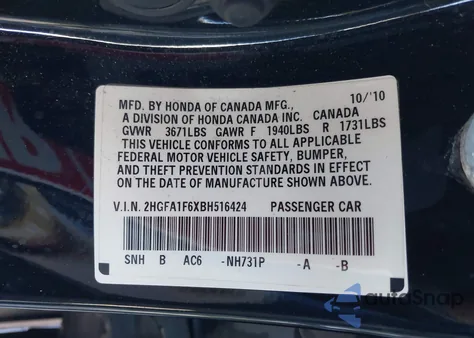 10/'10
MFD. BY HONDA OF CANADA MFG.,
A DIVISION OF HONDA CANADA INC. CANADA
GVWR 3671LBS GAWR F 1940LBS R 1731LBS
THIS VEHICLE CONFORMS TO ALL APPLICABLE
FEDERAL MOTOR VEHICLE SAFETY, BUMPER,
AND THEFT PREVENTION STANDARDS IN EFFECT
ON THE DATE OF MANUFACTURE SHOWN ABOVE.
V.I.N. 2HGFA1F6XBH516424 PASSENGER CAR
SNH B AC6 -NH731P -A -B
autoSnap